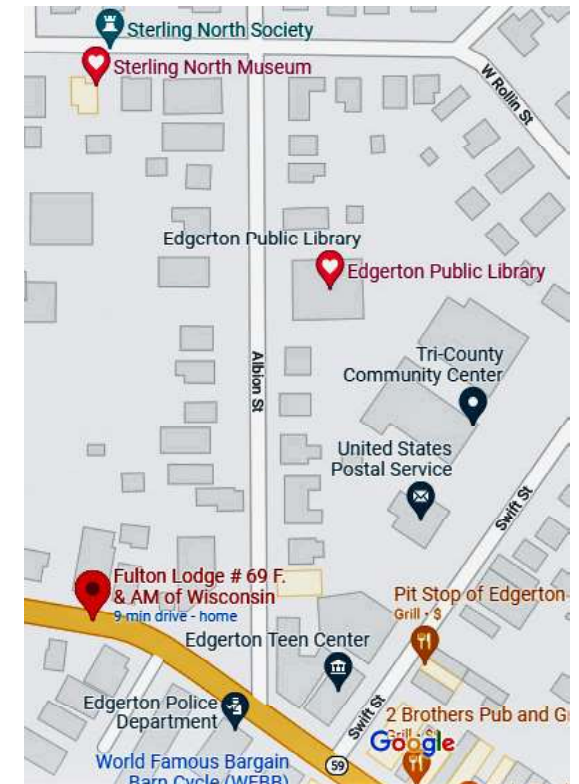 Sterling North Society
Sterling North Museum
W Rollin St
Edgerton Public Library
Edgerton Public Library
Albion St
Tri-County
Community Center
United States
Postal Service
Swift St
Fulton Lodge # 69 F.
& AM of Wisconsin
9 min drive - home
Pit Stop of Edgerton
Grill • $
Edgerton Teen Center
Edgerton Police
Department
Swift St
2 Brothers Pub and G
Google
59
World Famous Bargain
Barn Cycle (WFBB)